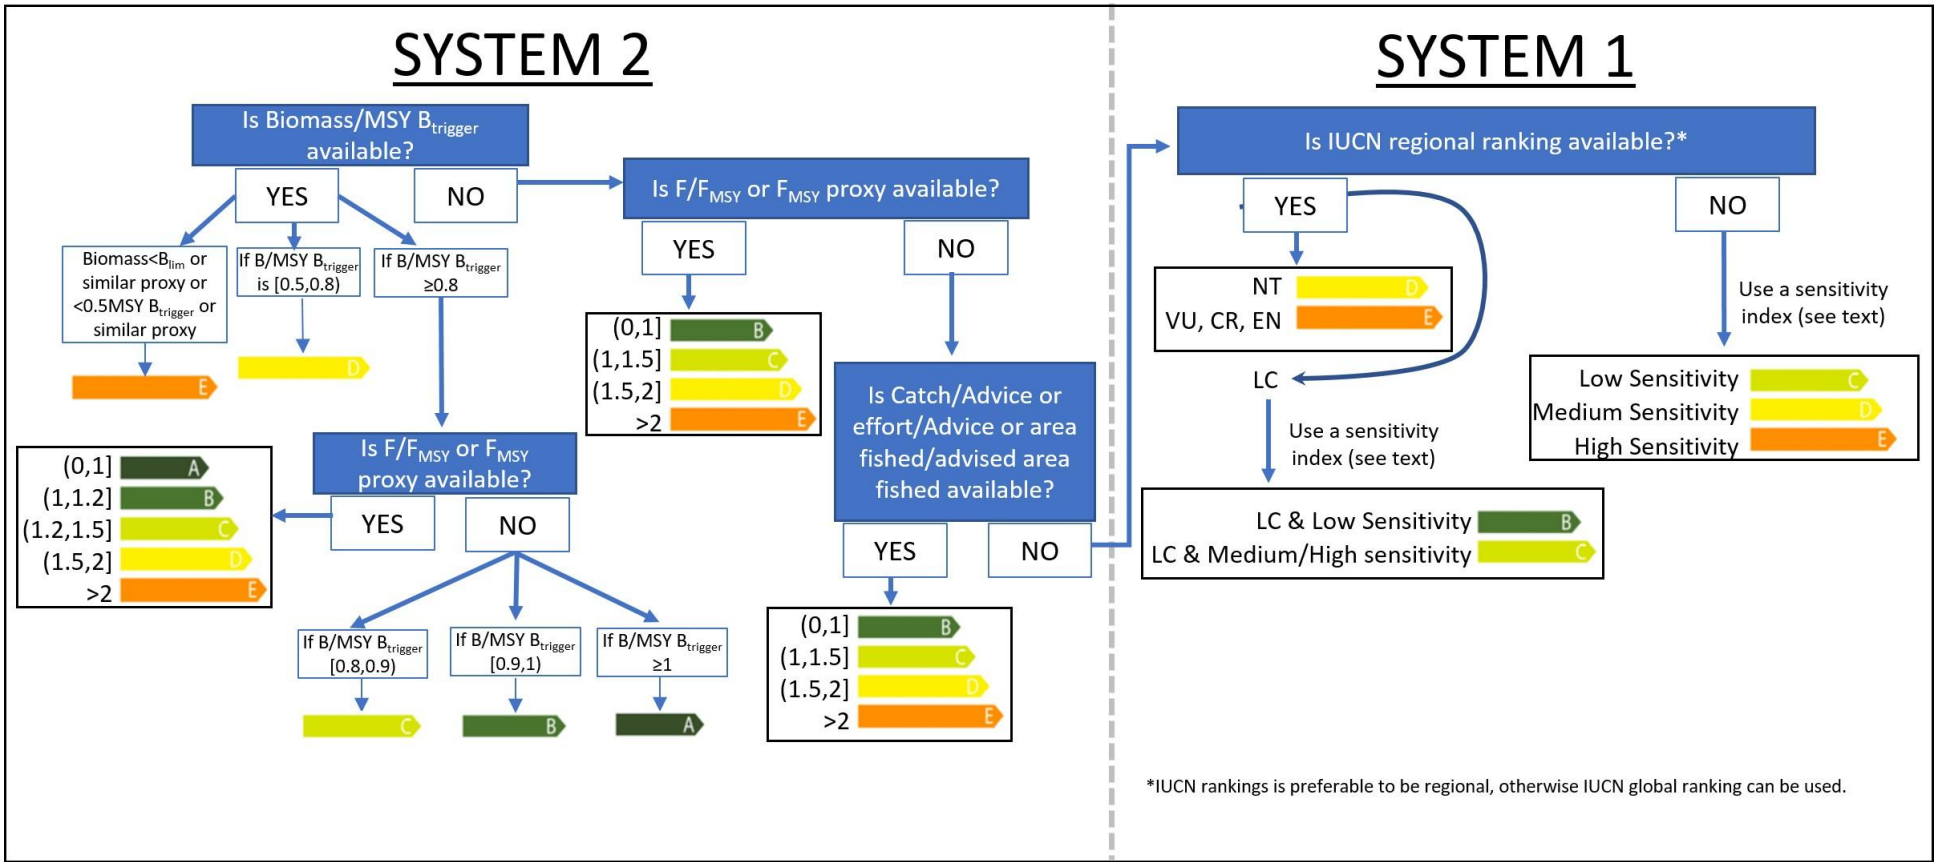 SYSTEM 2
Is Biomass/MSY Btrigger
available?
YES
NO
Biomass<Blim or
similar proxy or
<0.5MSY Btrigger or
similar proxy
E
If B/MSY Btrigger
is [0.5,0.8)
D
If B/MSY Btrigger
≥0.8
Is F/FMSY or FMSY
proxy available?
YES
NO
(0,1] A
(1,1.2] B
(1.2,1.5] C
(1.5,2] D
>2 E
If B/MSY Btrigger
[0.8,0.9)
C
If B/MSY Btrigger
[0.9,1)
B
If B/MSY Btrigger
≥1
A
Is F/FMSY or FMSY proxy available?
YES
NO
(0,1] B
(1,1.5] C
(1.5,2] D
>2 E
Is Catch/Advice or
effort/Advice or area
fished/advised area
fished available?
YES
NO
(0,1] B
(1,1.5] C
(1.5,2] D
>2 E
SYSTEM 1
Is IUCN regional ranking available?*
YES
NO
NT D
VU, CR, EN E
LC
Use a sensitivity
index (see text)
LC & Low Sensitivity B
LC & Medium/High sensitivity C
Use a sensitivity
index (see text)
Low Sensitivity C
Medium Sensitivity D
High Sensitivity E
*IUCN rankings is preferable to be regional, otherwise IUCN global ranking can be used.